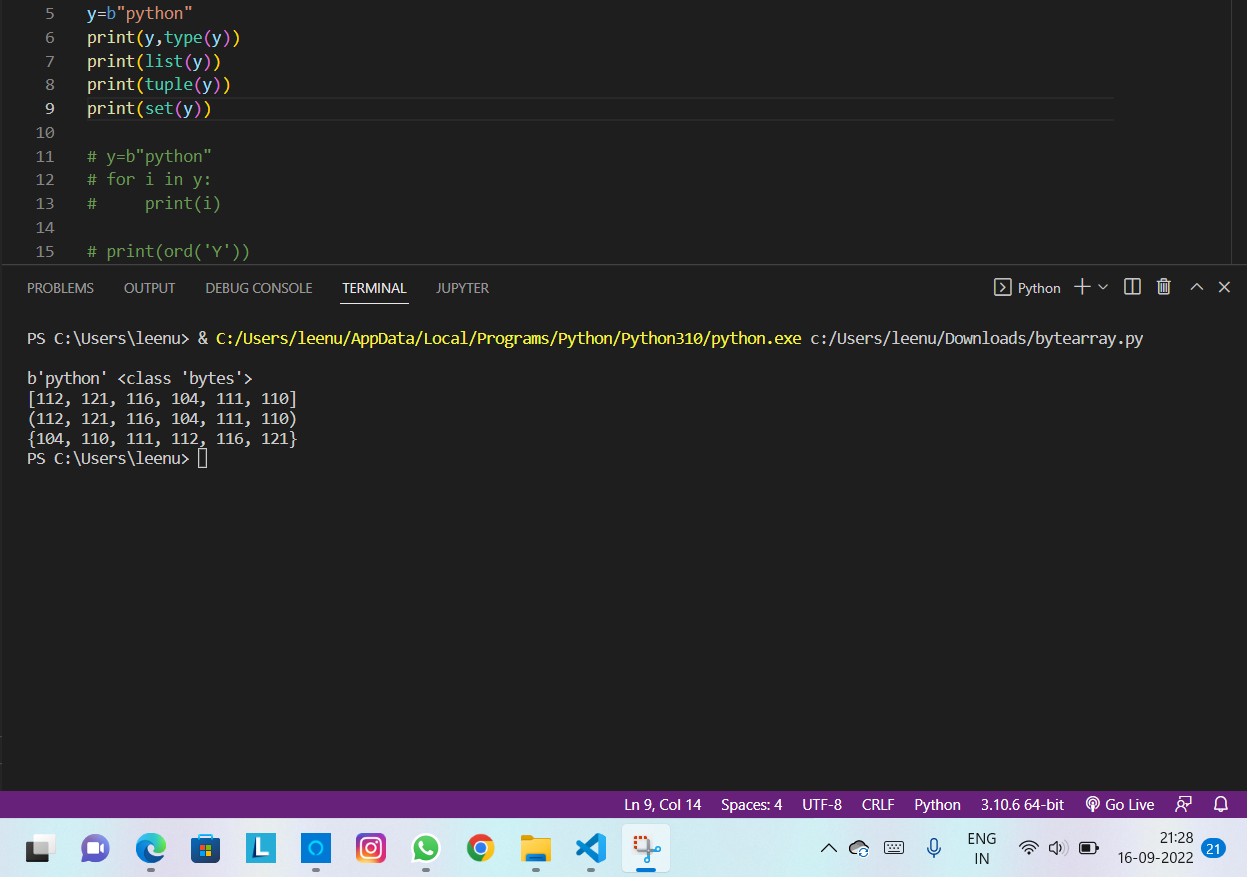 5 y=b"python"
6 print(y,type(y))
7 print(list(y))
8 print(tuple(y))
9 print(set(y))
10
11 # y=b"python"
12 # for i in y:
13 #     print(i)
14
15 # print(ord('Y'))
PROBLEMS OUTPUT DEBUG CONSOLE TERMINAL JUPYTER Python
PS C:\Users\leenu> & C:/Users/leenu/AppData/Local/Programs/Python/Python310/python.exe c:/Users/leenu/Downloads/bytearray.py
b'python' <class 'bytes'>
[112, 121, 116, 104, 111, 110]
(112, 121, 116, 104, 111, 110)
{104, 110, 111, 112, 116, 121}
PS C:\Users\leenu>
Ln 9, Col 14 Spaces: 4 UTF-8 CRLF Python 3.10.6 64-bit Go Live
ENG 21:28
IN 16-09-2022 21